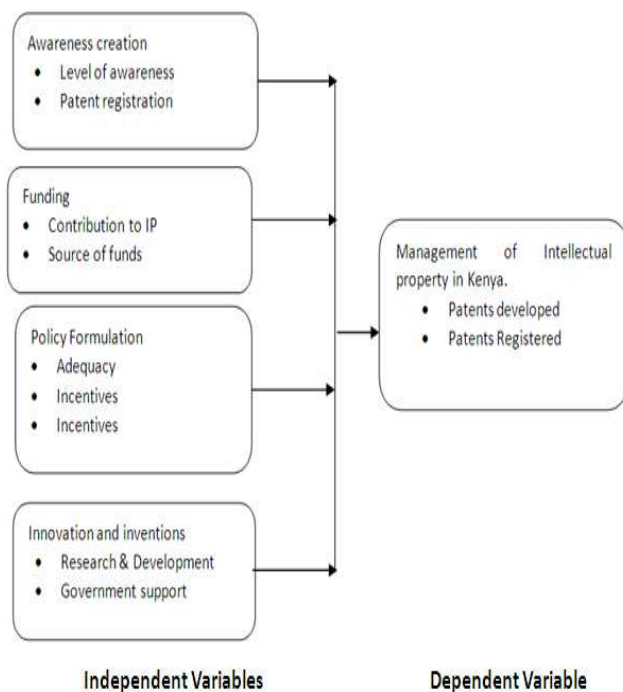 Awareness creation
• Level of awareness
• Patent registration
Funding
• Contribution to IP
• Source of funds
Policy Formulation
• Adequacy
• Incentives
• Incentives
Innovation and inventions
• Research & Development
• Government support
Management of Intellectual
property in Kenya.
• Patents developed
• Patents Registered
Independent Variables
Dependent Variable